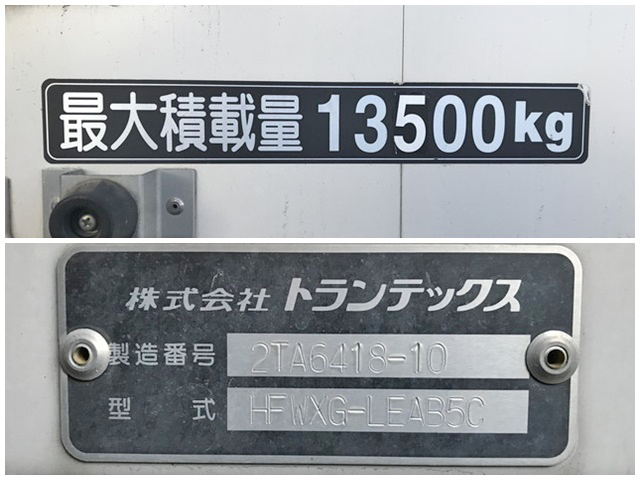 最大積載量 13500kg
株式会社 トランテックス
製造番号 2TA6418-10
型式 HFWXG-LEAB5C